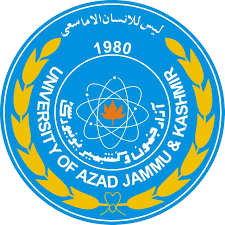 ليس للانسان الا ما سعى
1980
آزاد جموں و کشمیر یونیورسٹی
UNIVERSITY OF AZAD JAMMU & KASHMIR